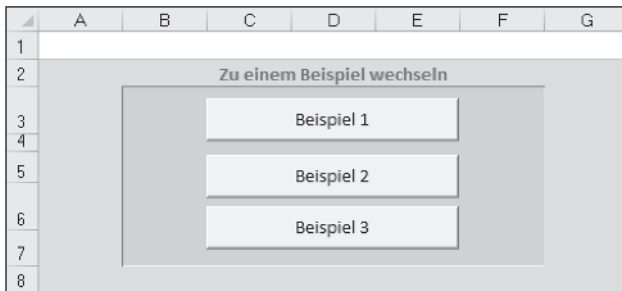 A B C D E F G
1
2 Zu einem Beispiel wechseln
3 Beispiel 1
4
5 Beispiel 2
6 Beispiel 3
7
8